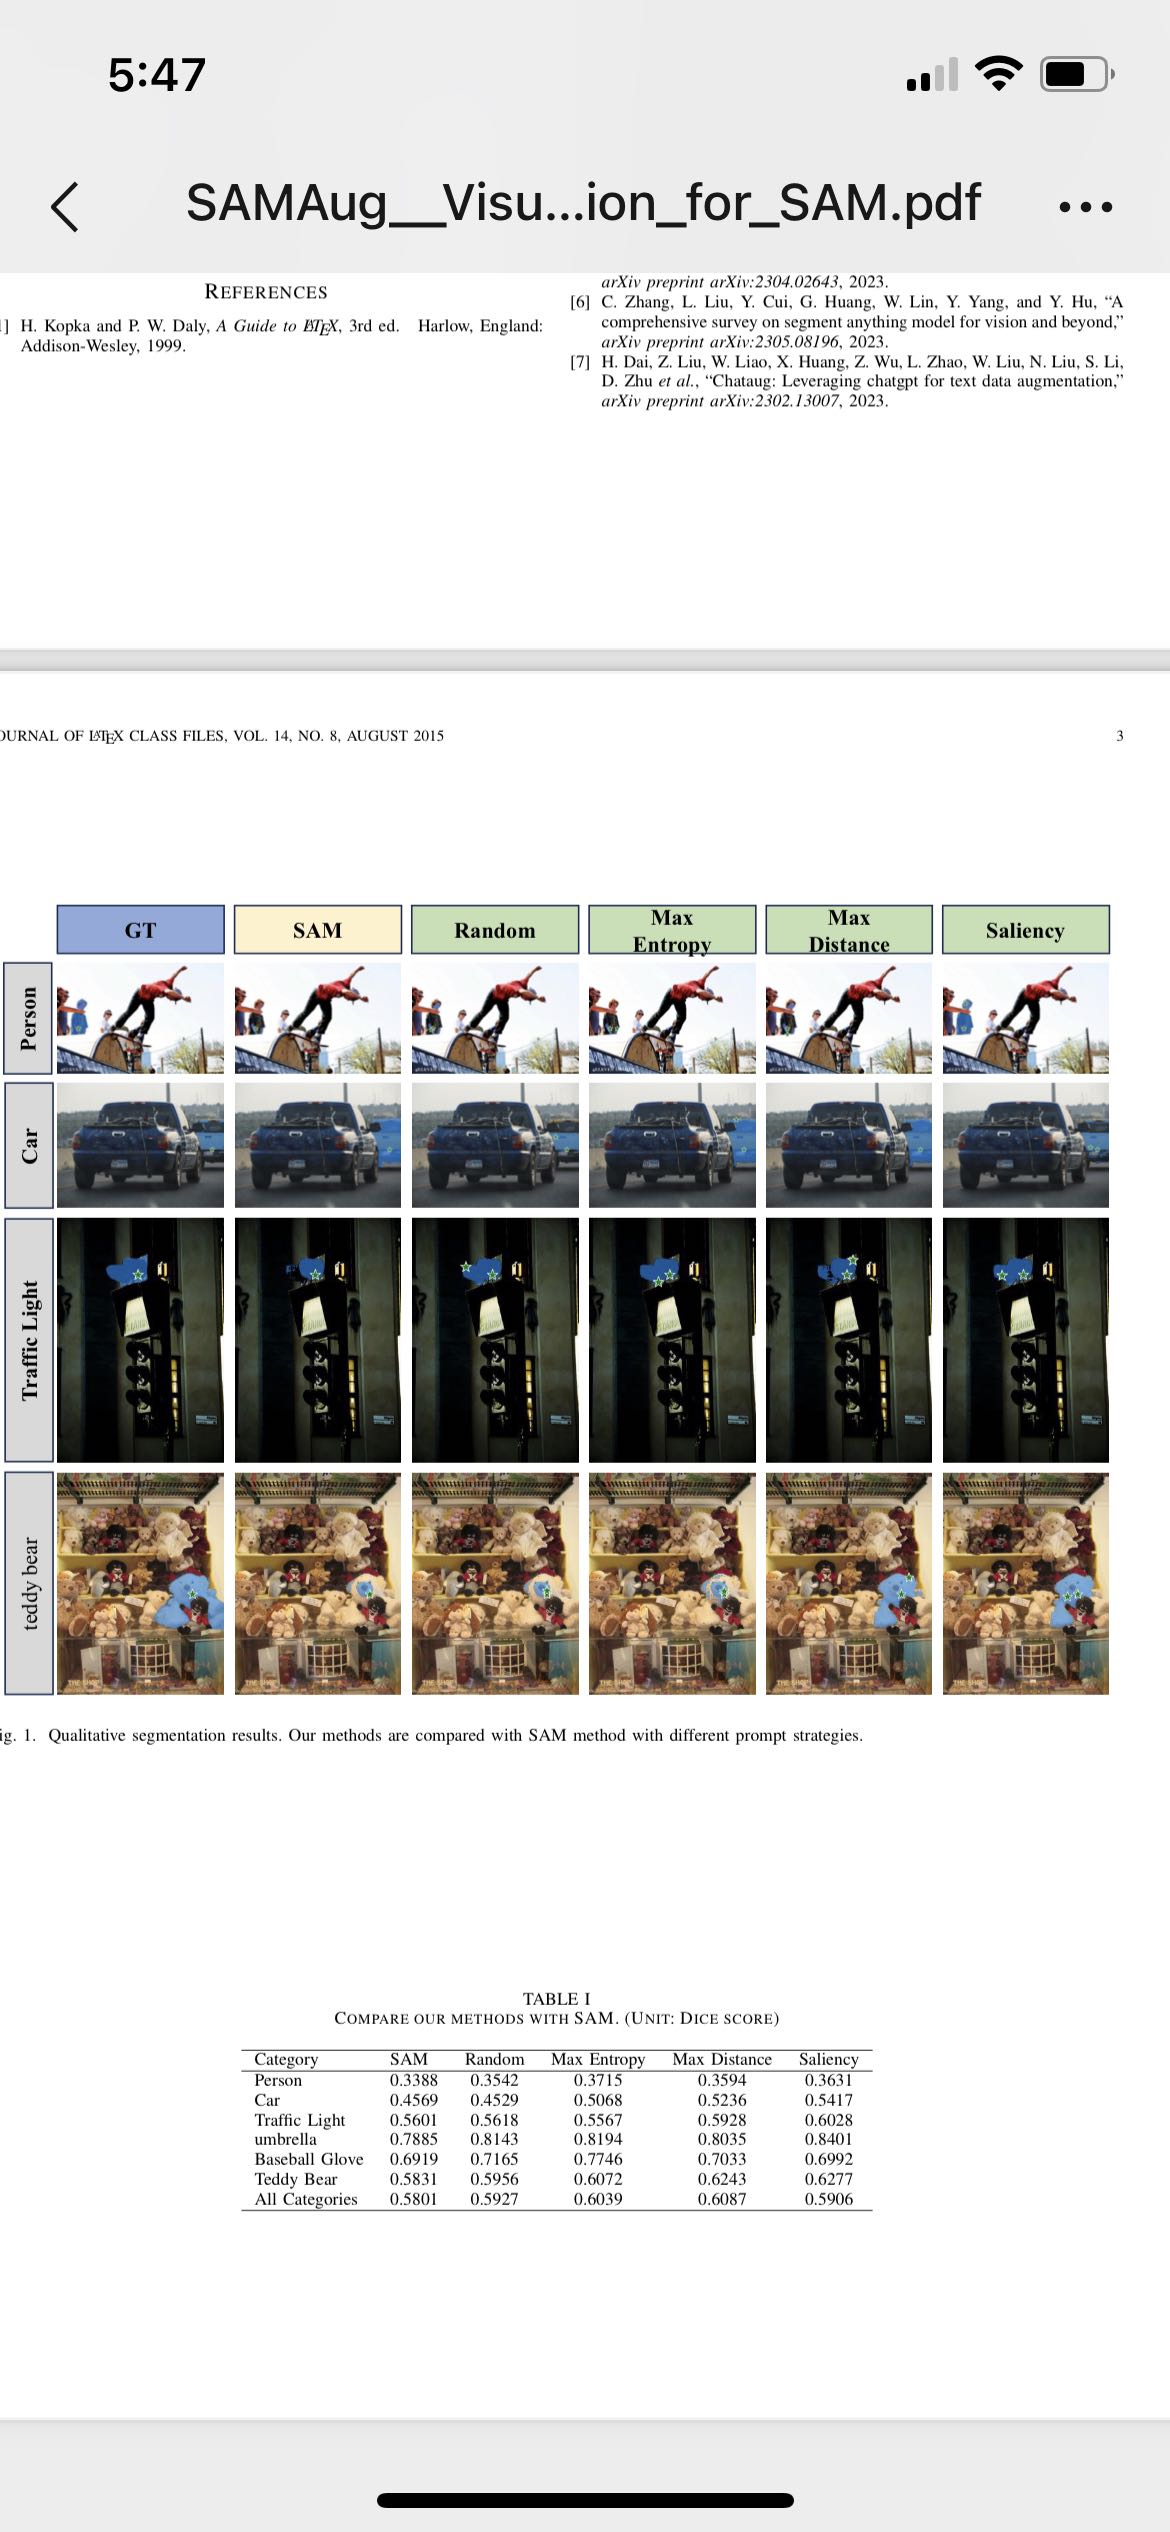 5:47
SAMAug__Visu...ion_for_SAM.pdf
REFERENCES
] H. Kopka and P. W. Daly, A Guide to LATEX, 3rd ed. Harlow, England:
Addison-Wesley, 1999.
arXiv preprint arXiv:2304.02643, 2023.
[6] C. Zhang, L. Liu, Y. Cui, G. Huang, W. Lin, Y. Yang, and Y. Hu, “A
comprehensive survey on segment anything model for vision and beyond,”
arXiv preprint arXiv:2305.08196, 2023.
[7] H. Dai, Z. Liu, W. Liao, X. Huang, Z. Wu, L. Zhao, W. Liu, N. Liu, S. Li,
D. Zhu et al., “Chataug: Leveraging chatgpt for text data augmentation,”
arXiv preprint arXiv:2302.13007, 2023.
OURNAL OF LATEX CLASS FILES, VOL. 14, NO. 8, AUGUST 2015 3
GT SAM Random Max Entropy Max Distance Saliency
Person
Car
Traffic Light
teddy bear
ig. 1. Qualitative segmentation results. Our methods are compared with SAM method with different prompt strategies.
TABLE I
COMPARE OUR METHODS WITH SAM. (UNIT: DICE SCORE)
Category SAM Random Max Entropy Max Distance Saliency
Person 0.3388 0.3542 0.3715 0.3594 0.3631
Car 0.4569 0.4529 0.5068 0.5236 0.5417
Traffic Light 0.5601 0.5618 0.5567 0.5928 0.6028
umbrella 0.7885 0.8143 0.8194 0.8035 0.8401
Baseball Glove 0.6919 0.7165 0.7746 0.7033 0.6992
Teddy Bear 0.5831 0.5956 0.6072 0.6243 0.6277
All Categories 0.5801 0.5927 0.6039 0.6087 0.5906